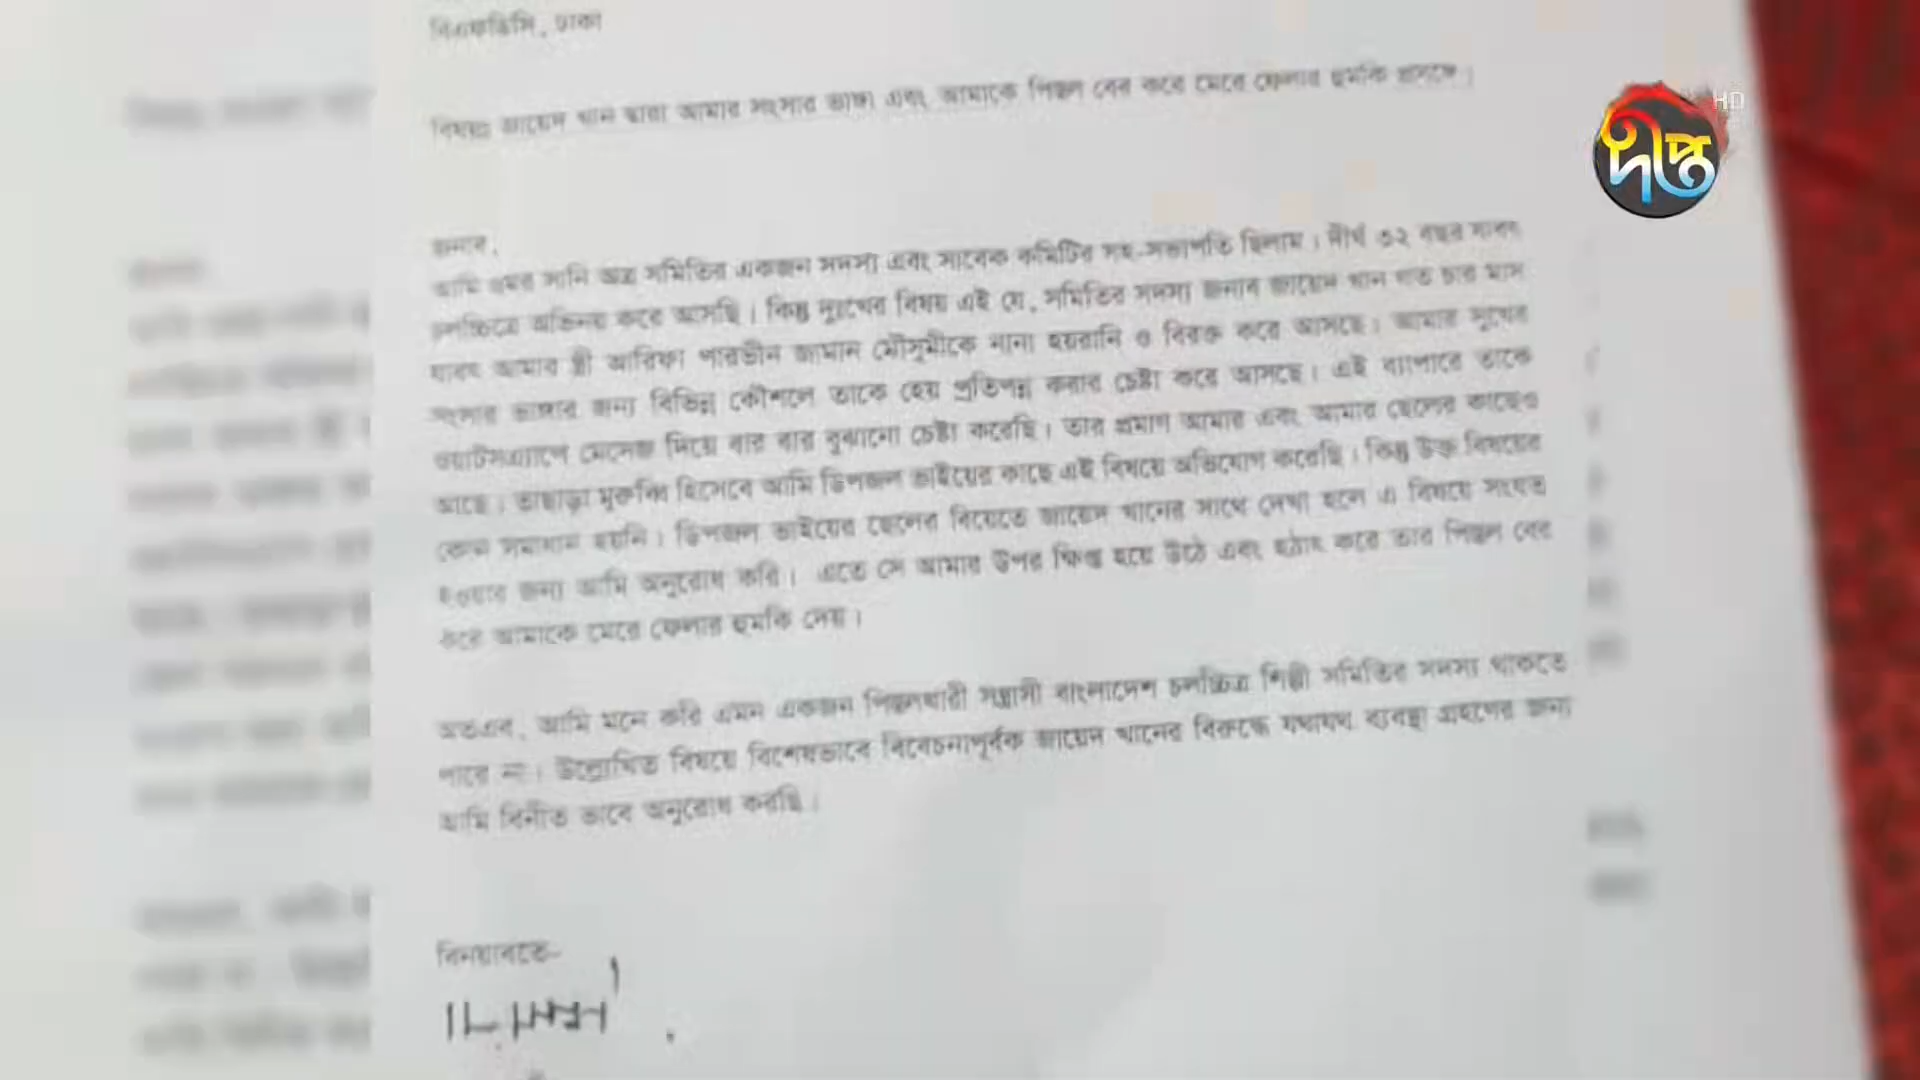 বিএফডিসি, ঢাকা
বিষয়ঃ জায়েদ খান দ্বারা আমার সংসার ভাঙ্গা এবং আমাকে পিস্তল বের করে মেরে ফেলার হুমকি প্রসঙ্গে।
দীপ্ত HD
জনাব,
আমি ওমর সানি অত্র সমিতির একজন সদস্য এবং সাবেক কমিটির সহ-সভাপতি ছিলাম। দীর্ঘ ৩২ বছর যাবৎ
চলচ্চিত্রে অভিনয় করে আসছি। কিন্তু দুঃখের বিষয় এই যে, সমিতির সদস্য জনাব জায়েদ খান গত চার মাস
যাবৎ আমার স্ত্রী আরিফা পারভীন জামান মৌসুমীকে নানা হয়রানি ও বিরক্ত করে আসছে। আমার সুখের
সংসার ভাঙ্গার জন্য বিভিন্ন কৌশলে তাকে হেয় প্রতিপন্ন করার চেষ্টা করে আসছে। এই ব্যাপারে তাকে
ওয়াটসএ্যাপে মেসেজ দিয়ে বার বার বুঝানো চেষ্টা করেছি। তার প্রমাণ আমার এবং আমার ছেলের কাছেও
আছে। তাছাড়া মুরুব্বি হিসেবে আমি ডিপজল ভাইয়ের কাছে এই বিষয়ে অভিযোগ করেছি। কিন্তু উক্ত বিষয়ের
কোন সমাধান হয়নি। ডিপজল ভাইয়ের ছেলের বিয়েতে জায়েদ খানের সাথে দেখা হলে এ বিষয়ে সংযত
হওয়ার জন্য আমি অনুরোধ করি। এতে সে আমার উপর ক্ষিপ্ত হয়ে উঠে এবং হঠাৎ করে তার পিস্তল বের
করে আমাকে মেরে ফেলার হুমকি দেয়।
অতএব, আমি মনে করি এমন একজন পিস্তলধারী সন্ত্রাসী বাংলাদেশ চলচ্চিত্র শিল্পী সমিতির সদস্য থাকতে
পারে না। উল্লেখিত বিষয়ে বিশেষভাবে বিবেচনাপূর্বক জায়েদ খানের বিরুদ্ধে যথাযথ ব্যবস্থা গ্রহণের জন্য
আমি বিনীত ভাবে অনুরোধ করছি।
বিনয়াবনত-